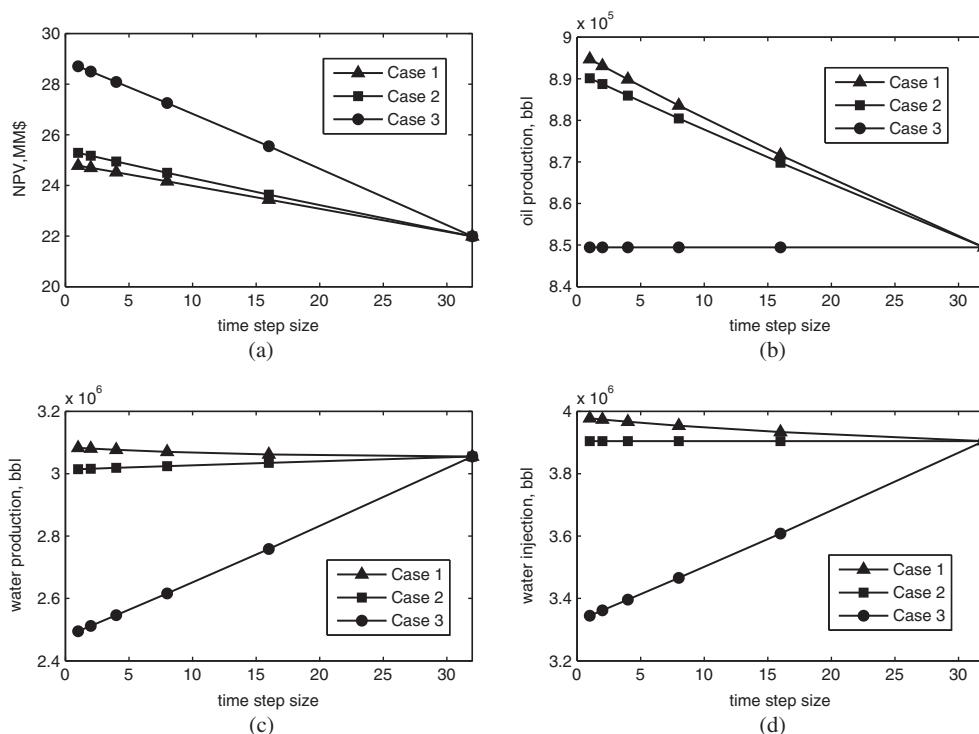 30
28
26
24
22
20
NPV,MM$
0 5 10 15 20 25 30
time step size
Case 1
Case 2
Case 3
(a)
x 10^5
9
8.9
8.8
8.7
8.6
8.5
8.4
oil production, bbl
0 5 10 15 20 25 30
time step size
Case 1
Case 2
Case 3
(b)
x 10^6
3.2
3
2.8
2.6
2.4
water production, bbl
0 5 10 15 20 25 30
time step size
Case 1
Case 2
Case 3
(c)
x 10^6
4
3.8
3.6
3.4
3.2
water injection, bbl
0 5 10 15 20 25 30
time step size
Case 1
Case 2
Case 3
(d)